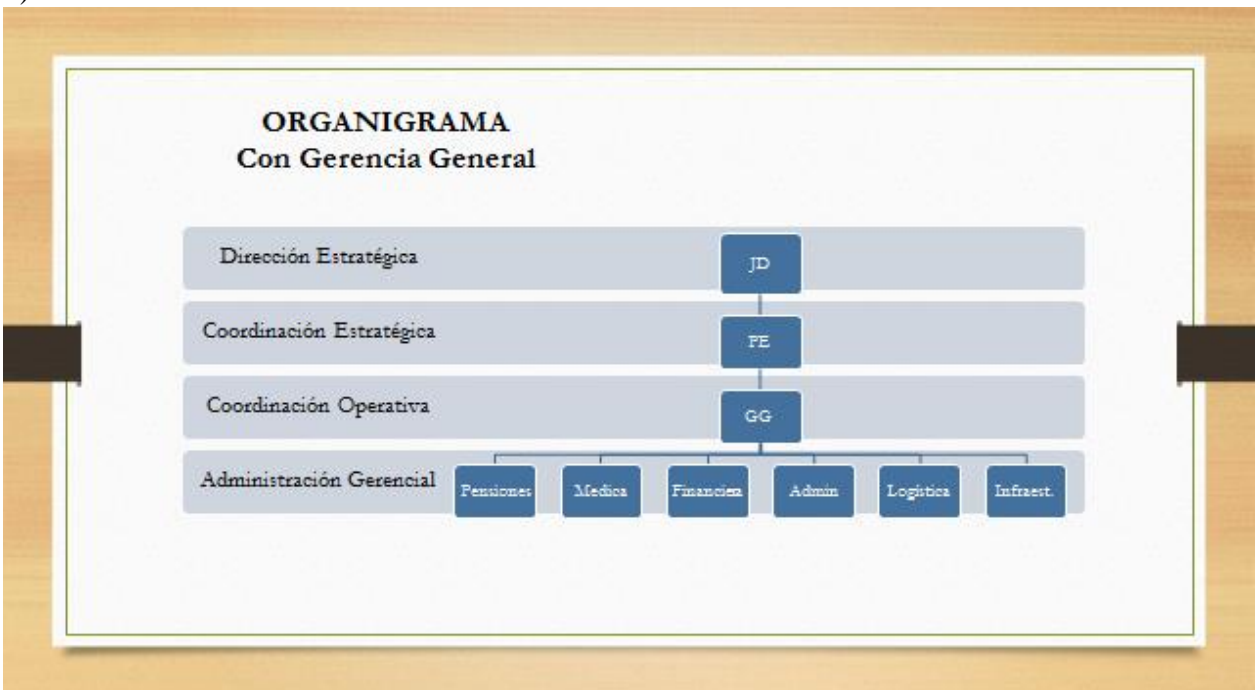 ORGANIGRAMA
Con Gerencia General
Dirección Estratégica
JD
Coordinación Estratégica
PE
Coordinación Operativa
GG
Administración Gerencial
Pensiones
Medica
Financiera
Admin
Logística
Infraest.